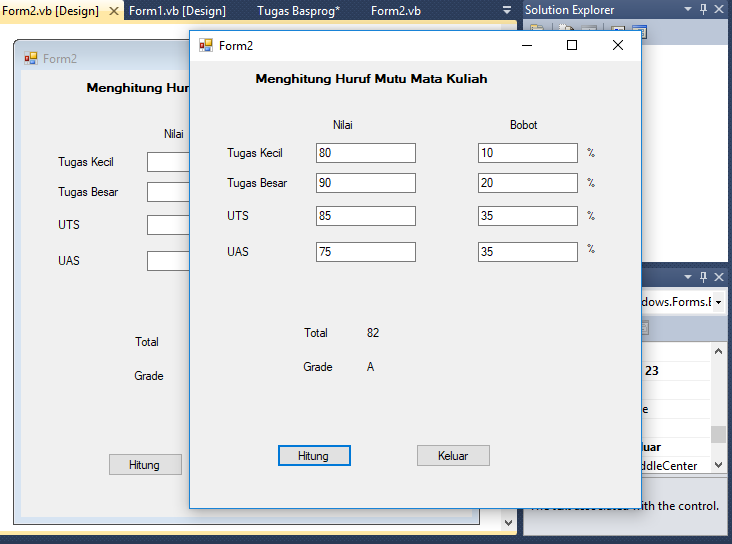 Form2.vb [Design] Form1.vb [Design] Tugas Basprog* Form2.vb Solution Explorer
Form2
Menghitung Hur
Nilai
Tugas Kecil
Tugas Besar
UTS
UAS
Total
Grade
Hitung
Form2
Menghitung Huruf Mutu Mata Kuliah
Nilai Bobot
Tugas Kecil 80 10 %
Tugas Besar 90 20 %
UTS 85 35 %
UAS 75 35 %
Total 82
Grade A
Hitung Keluar
dows.Forms.
23
e
uar
ddleCenter
associated with the control.